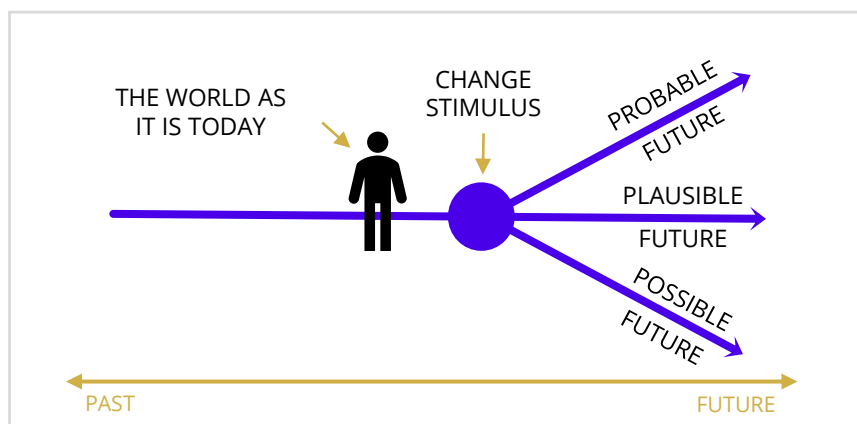 THE WORLD AS
IT IS TODAY
CHANGE
STIMULUS
PROBABLE
FUTURE
PLAUSIBLE
FUTURE
POSSIBLE
FUTURE
PAST
FUTURE